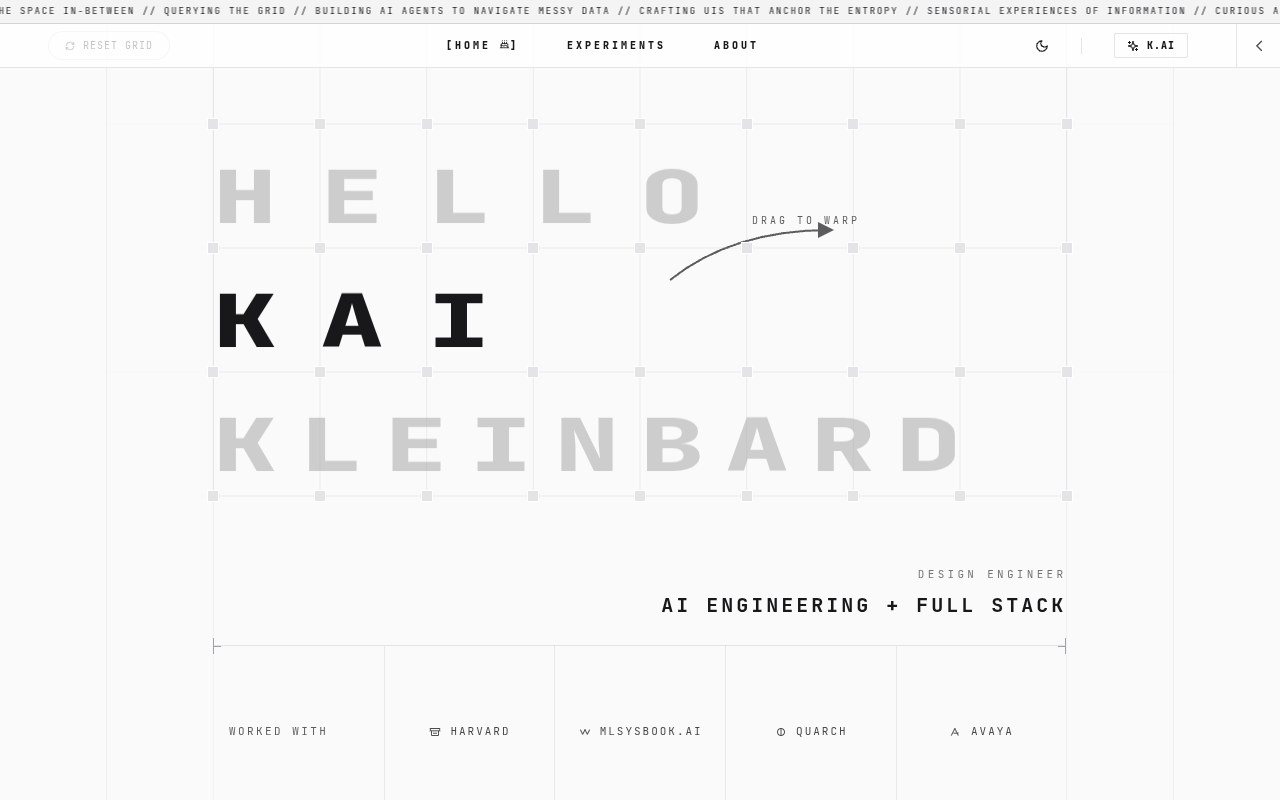 HE SPACE IN-BETWEEN // QUERYING THE GRID // BUILDING AI AGENTS TO NAVIGATE MESSY DATA // CRAFTING UIS THAT ANCHOR THE ENTROPY // SENSORIAL EXPERIENCES OF INFORMATION // CURIOUS A
RESET GRID
[HOME ]
EXPERIMENTS
ABOUT
K.AI
HELLO
DRAG TO WARP
KAI
KLEINBARD
DESIGN ENGINEER
AI ENGINEERING + FULL STACK
WORKED WITH
HARVARD
MLSYSBOOK.AI
QUARCH
AVAYA